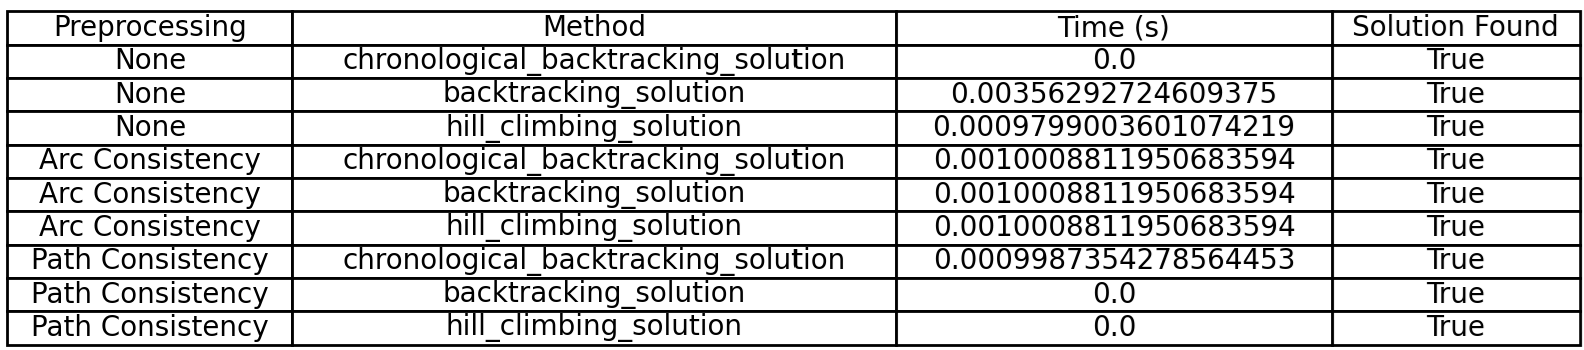 Preprocessing Method Time (s) Solution Found
None chronological_backtracking_solution 0.0 True
None backtracking_solution 0.00356292724609375 True
None hill_climbing_solution 0.0009799003601074219 True
Arc Consistency chronological_backtracking_solution 0.0010008811950683594 True
Arc Consistency backtracking_solution 0.0010008811950683594 True
Arc Consistency hill_climbing_solution 0.0010008811950683594 True
Path Consistency chronological_backtracking_solution 0.0009987354278564453 True
Path Consistency backtracking_solution 0.0 True
Path Consistency hill_climbing_solution 0.0 True